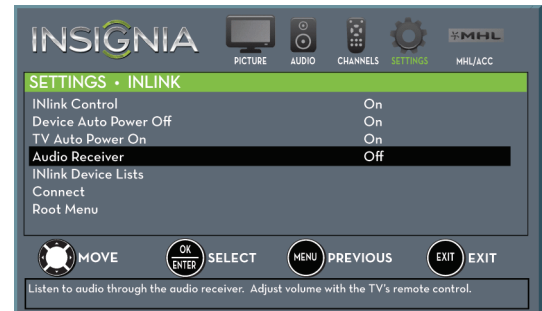 INSIGNIA
PICTURE AUDIO CHANNELS SETTINGS MHL MHL/ACC
SETTINGS • INLINK
INlink Control On
Device Auto Power Off On
TV Auto Power On On
Audio Receiver Off
INlink Device Lists
Connect
Root Menu
MOVE OK ENTER SELECT MENU PREVIOUS EXIT EXIT
Listen to audio through the audio receiver. Adjust volume with the TV's remote control.